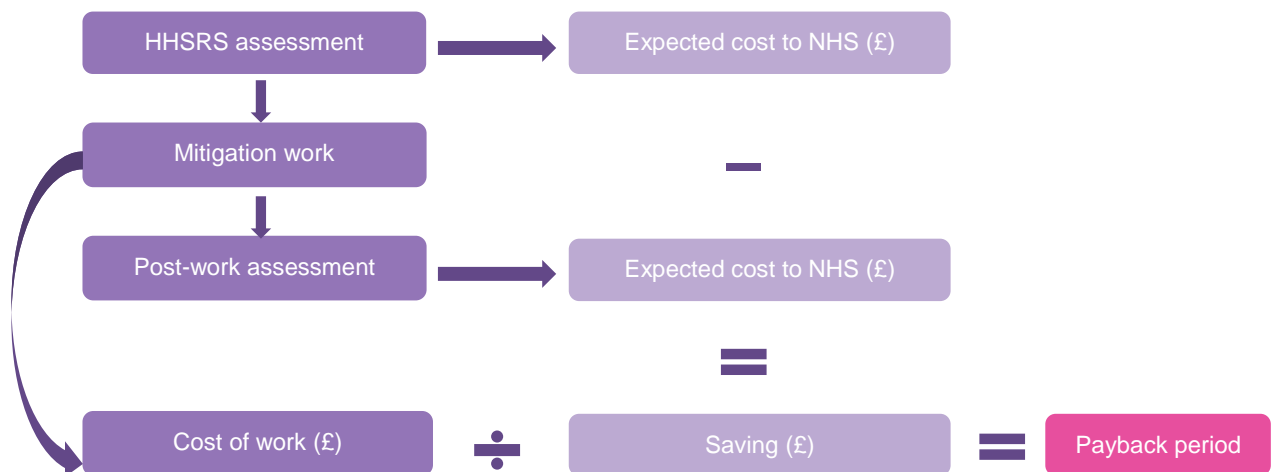 HHSRS assessment
Expected cost to NHS (£)
Mitigation work
–
Post-work assessment
Expected cost to NHS (£)
=
Cost of work (£) ÷ Saving (£) = Payback period